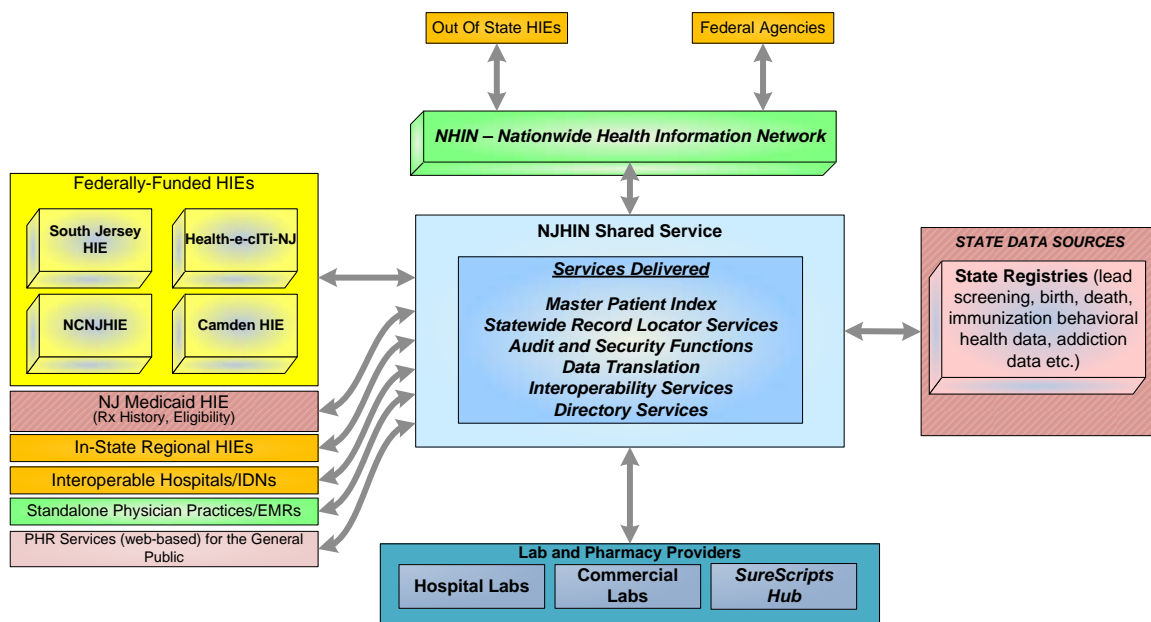 Out Of State HIEs
Federal Agencies
NHIN – Nationwide Health Information Network
Federally-Funded HIEs
South Jersey
HIE
Health-e-cITi-NJ
NCNJHIE
Camden HIE
NJ Medicaid HIE
(Rx History, Eligibility)
In-State Regional HIEs
Interoperable Hospitals/IDNs
Standalone Physician Practices/EMRs
PHR Services (web-based) for the General
Public
NJHIN Shared Service
Services Delivered
Master Patient Index
Statewide Record Locator Services
Audit and Security Functions
Data Translation
Interoperability Services
Directory Services
STATE DATA SOURCES
State Registries (lead
screening, birth, death,
immunization behavioral
health data, addiction
data etc.)
Lab and Pharmacy Providers
Hospital Labs
Commercial
Labs
SureScripts
Hub